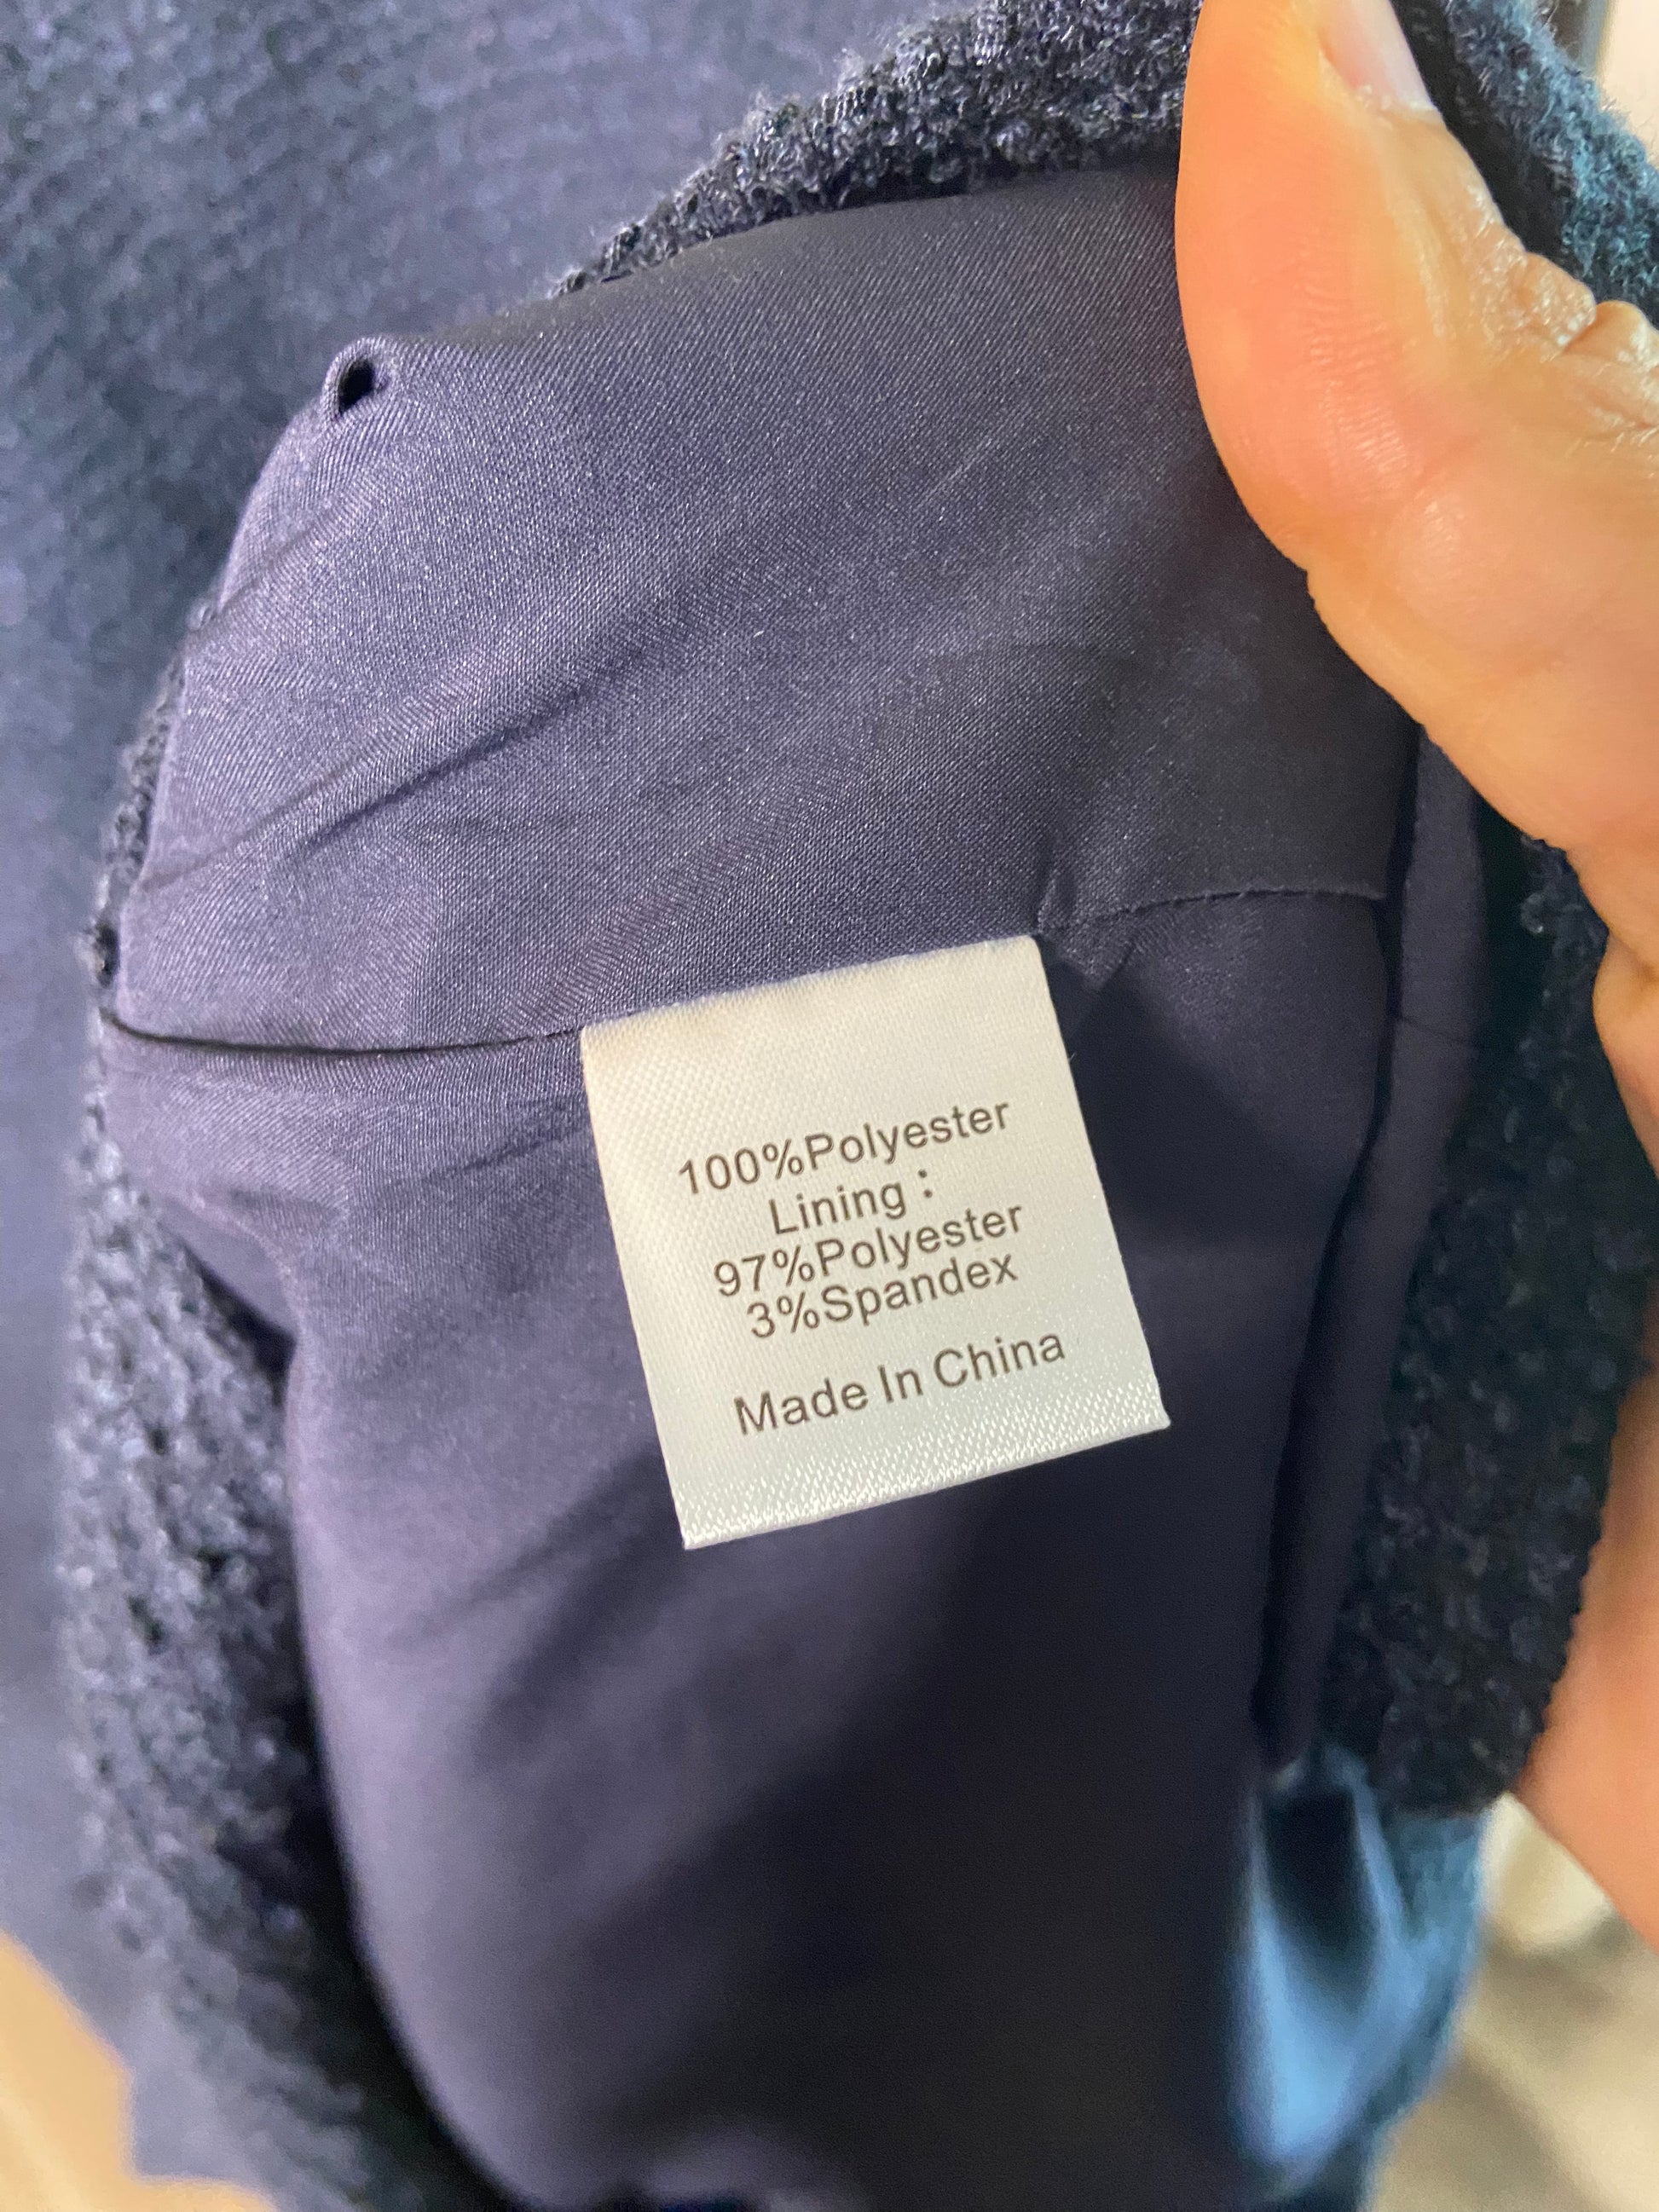 100%Polyester
Lining :
97%Polyester
3%Spandex
Made In China